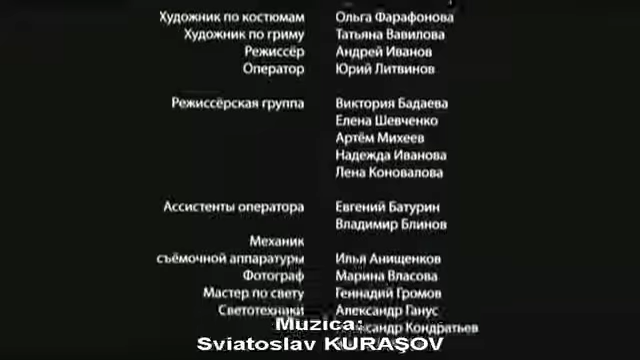 Художник по костюмам Ольга Фарафонова
Художник по гриму Татьяна Вавилова
Режиссёр Андрей Иванов
Оператор Юрий Литвинов
Режиссёрская группа Виктория Бадаева
Елена Шевченко
Артём Михеев
Надежда Иванова
Лена Коновалова
Ассистенты оператора Евгений Батурин
Владимир Блинов
Механик
съёмочной аппаратуры Илья Анищенков
Фотограф Марина Власова
Мастер по свету Геннадий Громов
Светотехники Александр Ганус
Muzica:
Кондратьев
Sviatoslav KURAŞOV